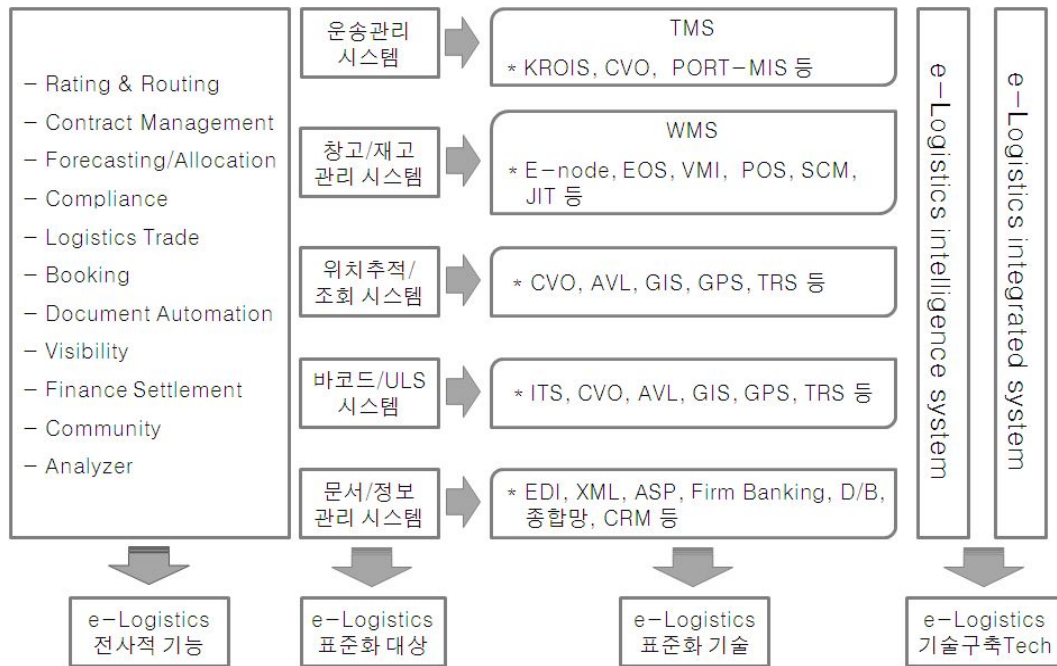 - Rating & Routing
- Contract Management
- Forecasting/Allocation
- Compliance
- Logistics Trade
- Booking
- Document Automation
- Visibility
- Finance Settlement
- Community
- Analyzer
운송관리
시스템
TMS
* KROIS, CVO, PORT-MIS 등
창고/재고
관리 시스템
WMS
* E-node, EOS, VMI, POS, SCM,
JIT 등
위치추적/
조회 시스템
* CVO, AVL, GIS, GPS, TRS 등
바코드/ULS
시스템
* ITS, CVO, AVL, GIS, GPS, TRS 등
문서/정보
관리 시스템
* EDI, XML, ASP, Firm Banking, D/B,
종합망, CRM 등
e-Logistics intelligence system
e-Logistics integrated system
e-Logistics
전사적 기능
e-Logistics
표준화 대상
e-Logistics
표준화 기술
e-Logistics
기술구축Tech